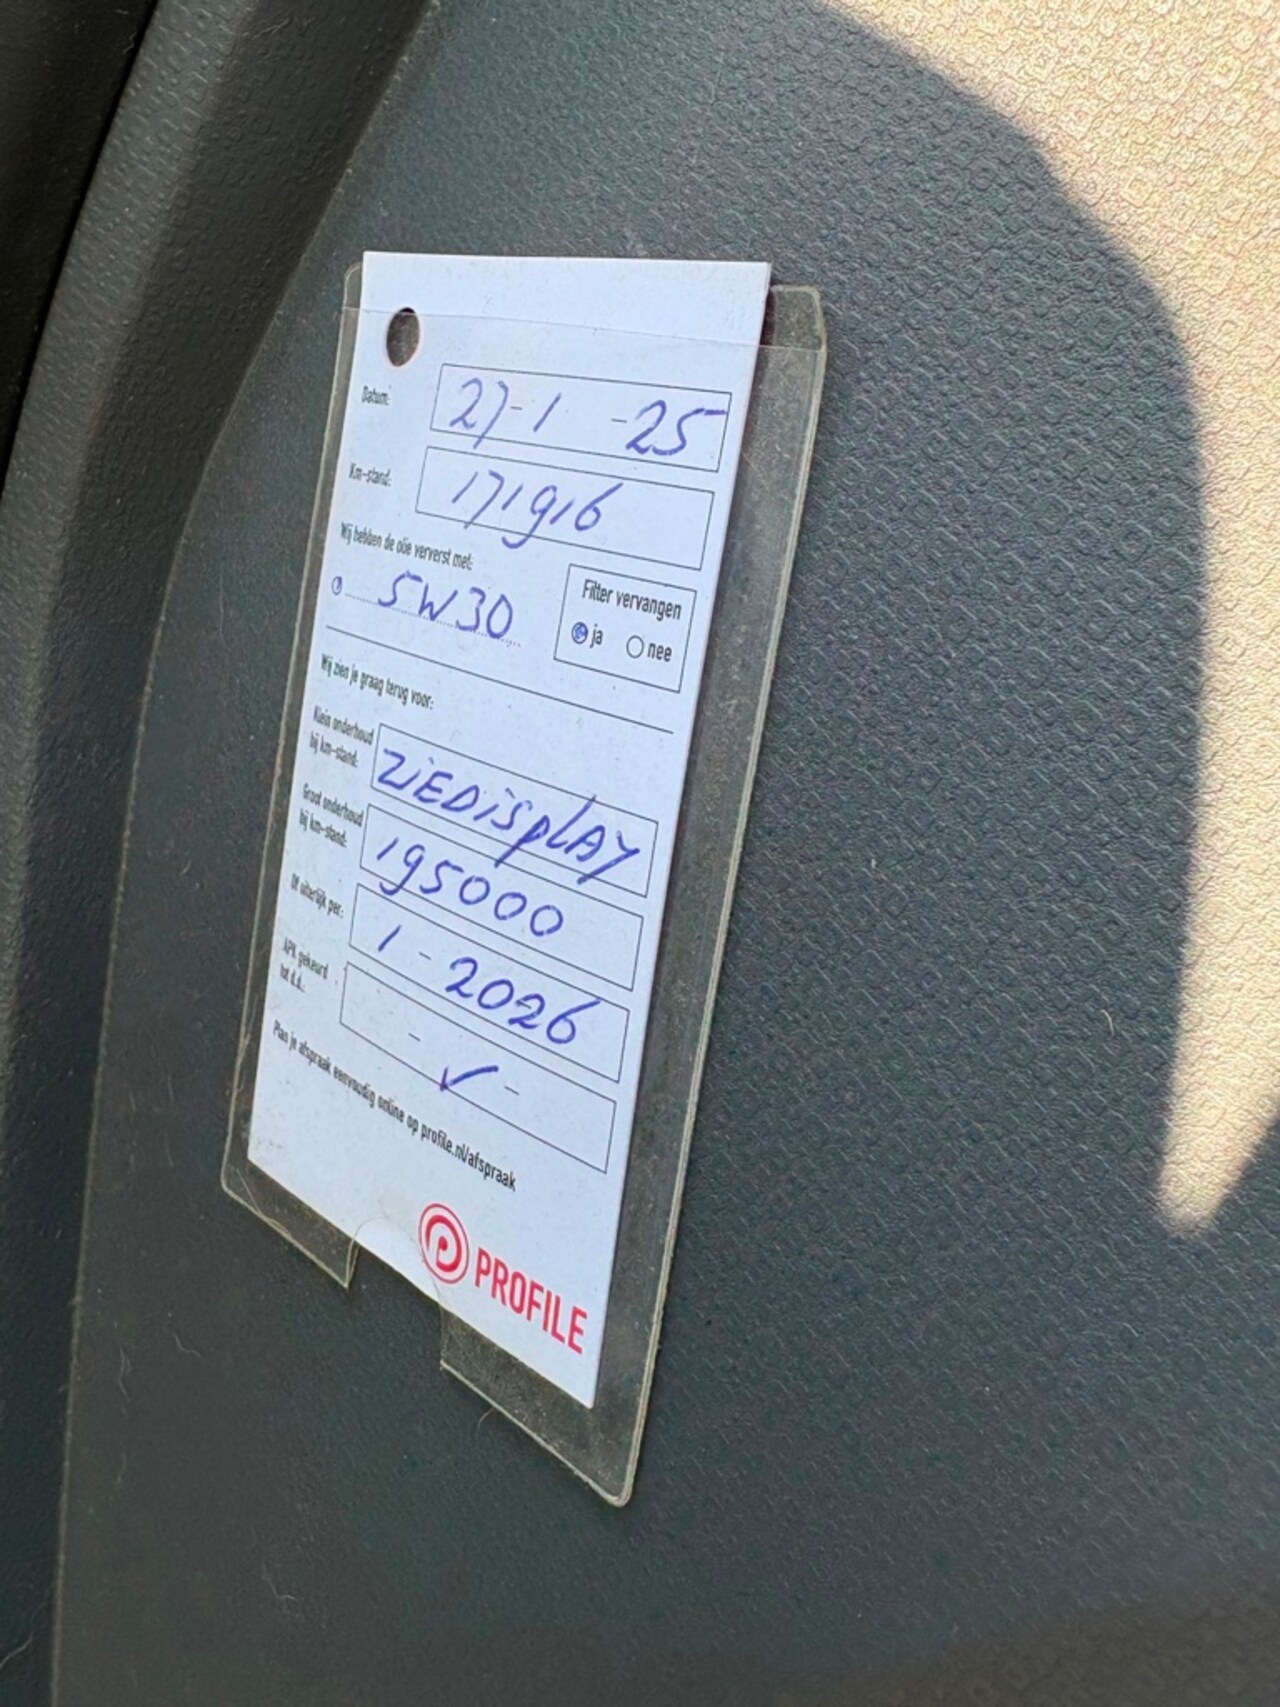 Datum: 27-1 -25
Km-stand: 171916
Wij hebben de olie ververst met:
5W30
Filter vervangen
ja nee
Wij zien je graag terug voor:
Klein onderhoud
bij km-stand: ZIEDisplAY
Groot onderhoud
bij km-stand: 195000
Of uiterlijk per: 1-2026
APK gekeurd
tot d.d.: - ✓ -
Plan je afspraak eenvoudig online op profile.nl/afspraak
PROFILE